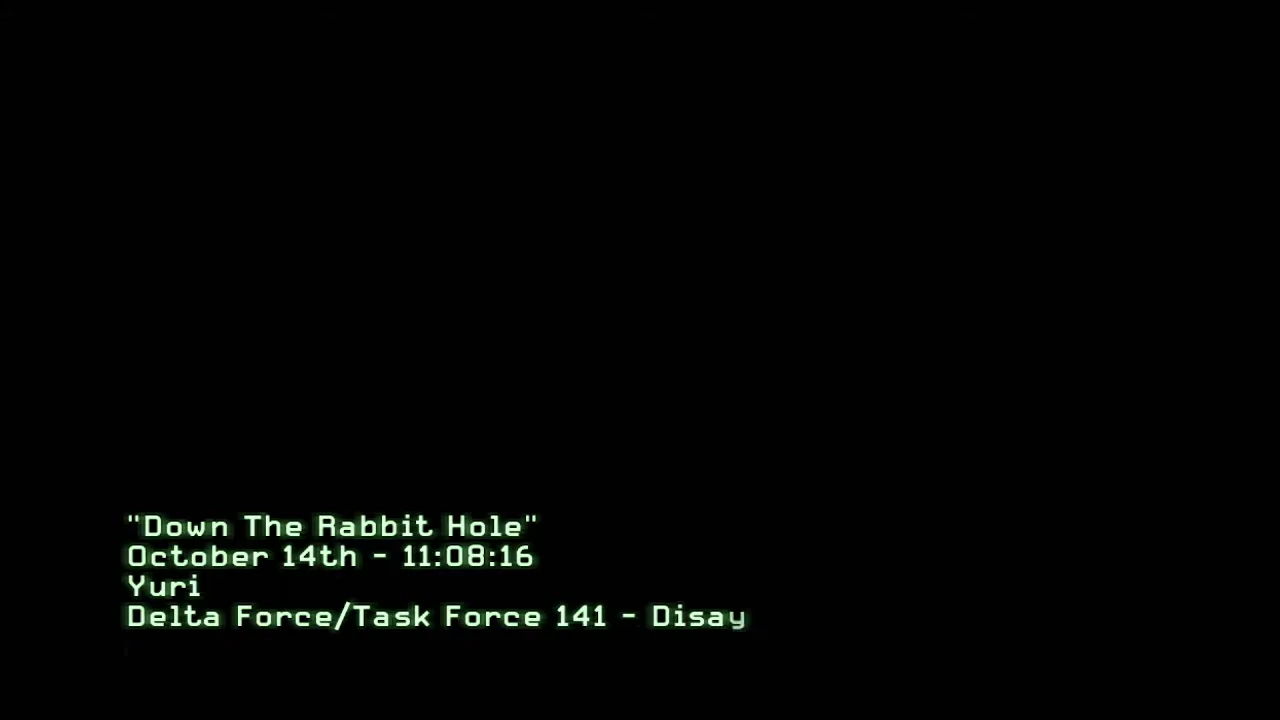 "Down The Rabbit Hole"
October 14th - 11:08:16
Yuri
Delta Force/Task Force 141 - Disay